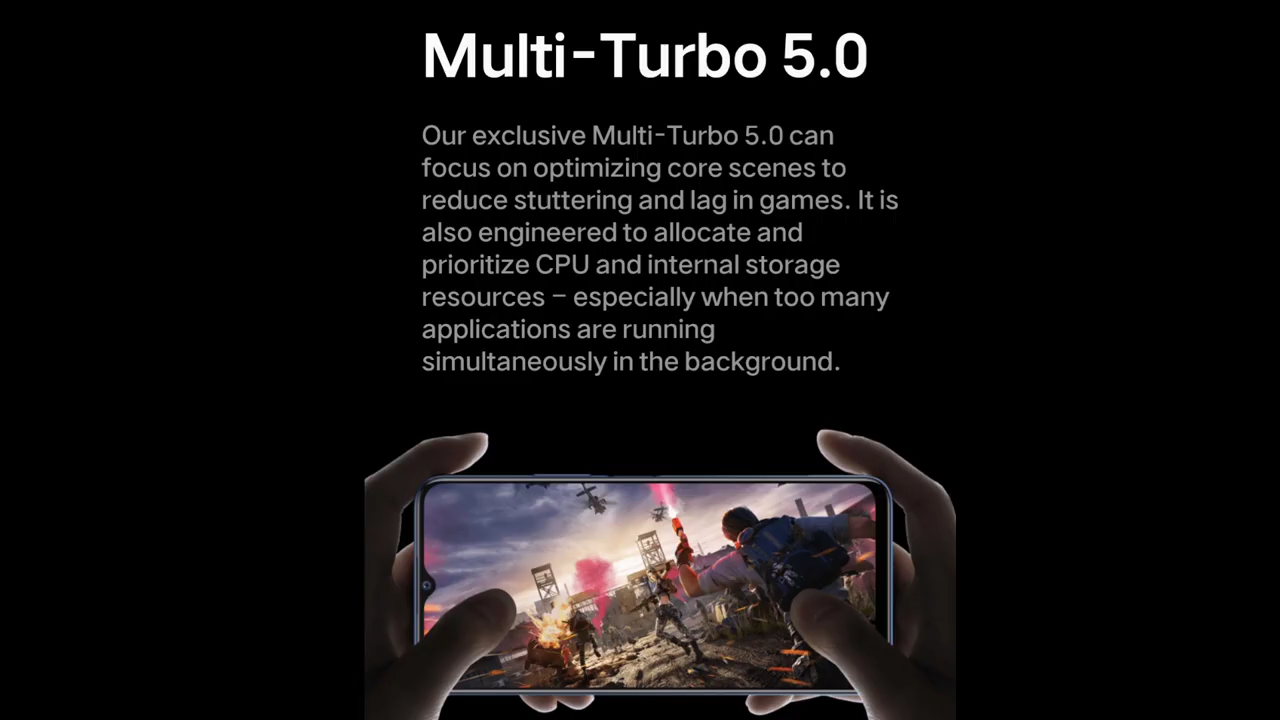 Multi-Turbo 5.0
Our exclusive Multi-Turbo 5.0 can
focus on optimizing core scenes to
reduce stuttering and lag in games. It is
also engineered to allocate and
prioritize CPU and internal storage
resources – especially when too many
applications are running
simultaneously in the background.